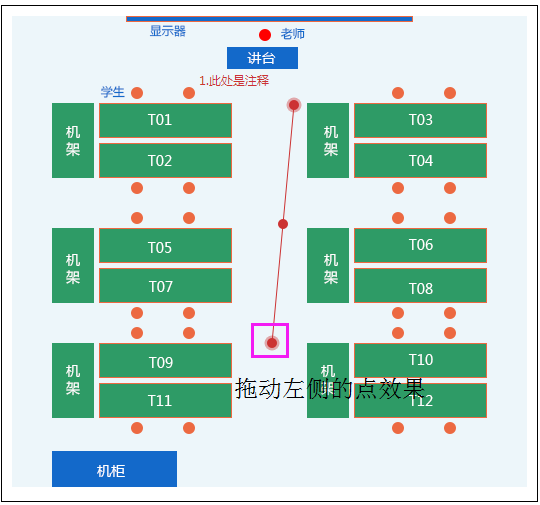 显示器
老师
讲台
1.此处是注释
学生
机架
T01
T02
机架
T03
T04
机架
T05
T07
机架
T06
T08
机架
T09
T11
机架
T10
T12
拖动左侧的点效果
机柜